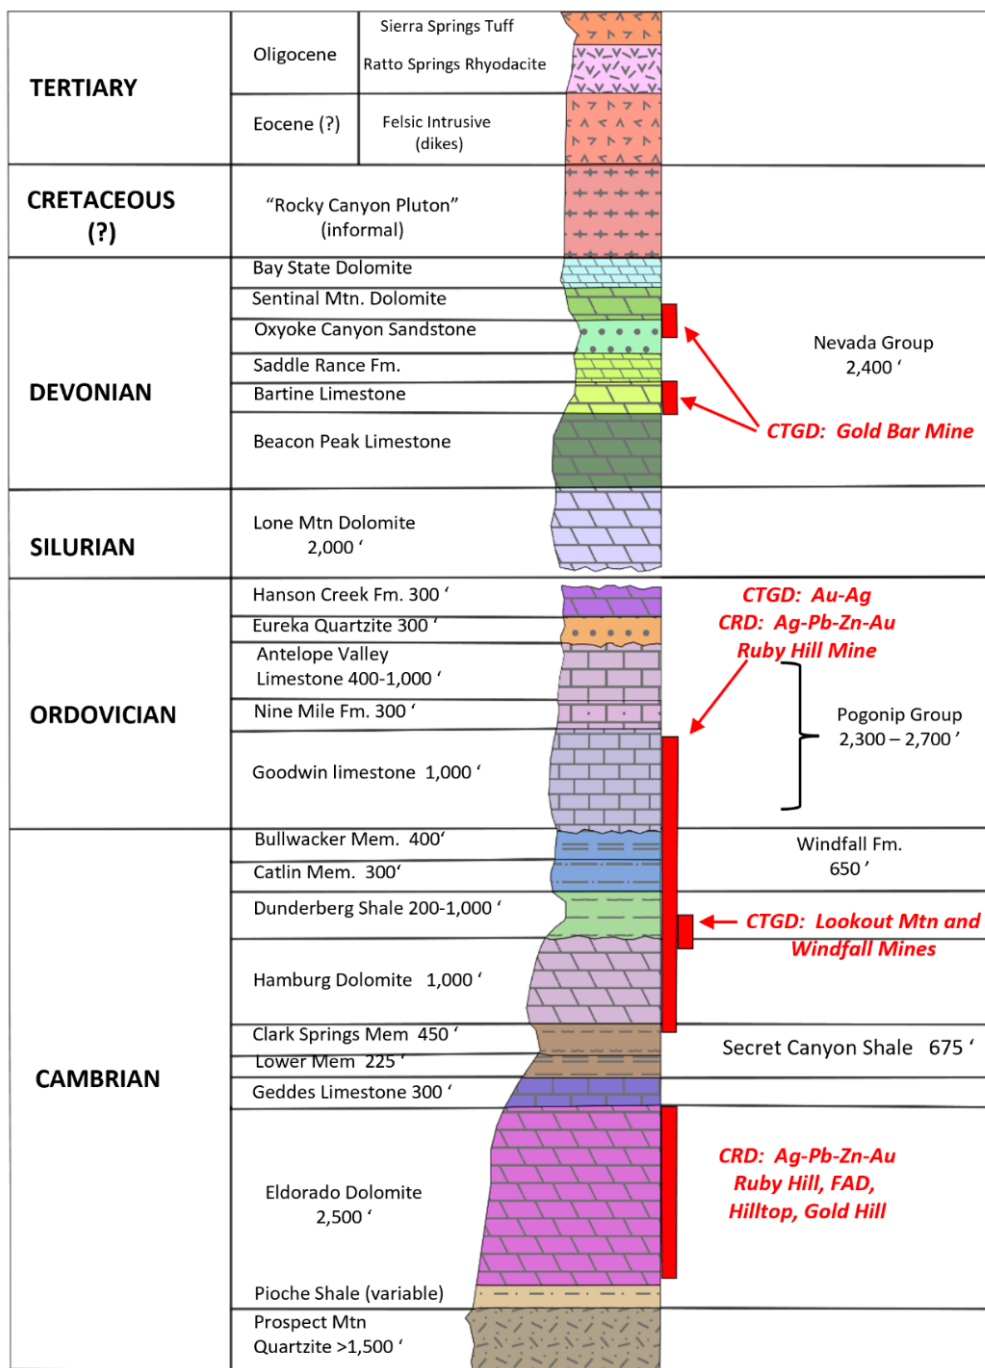 TERTIARY
Oligocene
Sierra Springs Tuff
Ratto Springs Rhyodacite
Eocene (?)
Felsic Intrusive
(dikes)
CRETACEOUS
(?)
“Rocky Canyon Pluton”
(informal)
DEVONIAN
Bay State Dolomite
Sentinal Mtn. Dolomite
Oxyoke Canyon Sandstone
Saddle Rance Fm.
Bartine Limestone
Beacon Peak Limestone
Nevada Group
2,400 ‘
CTGD: Gold Bar Mine
SILURIAN
Lone Mtn Dolomite
2,000 ‘
ORDOVICIAN
Hanson Creek Fm. 300 ‘
Eureka Quartzite 300 ‘
Antelope Valley
Limestone 400-1,000 ‘
Nine Mile Fm. 300 ‘
Goodwin limestone 1,000 ‘
CTGD: Au-Ag
CRD: Ag-Pb-Zn-Au
Ruby Hill Mine
Pogonip Group
2,300 – 2,700 ‘
CAMBRIAN
Bullwacker Mem. 400‘
Catlin Mem. 300‘
Windfall Fm.
650 ‘
Dunderberg Shale 200-1,000 ‘
CTGD: Lookout Mtn and
Windfall Mines
Hamburg Dolomite 1,000 ‘
Clark Springs Mem 450 ‘
Lower Mem 225 ‘
Secret Canyon Shale 675 ‘
Geddes Limestone 300 ‘
Eldorado Dolomite
2,500 ‘
CRD: Ag-Pb-Zn-Au
Ruby Hill, FAD,
Hilltop, Gold Hill
Pioche Shale (variable)
Prospect Mtn
Quartzite >1,500 ‘